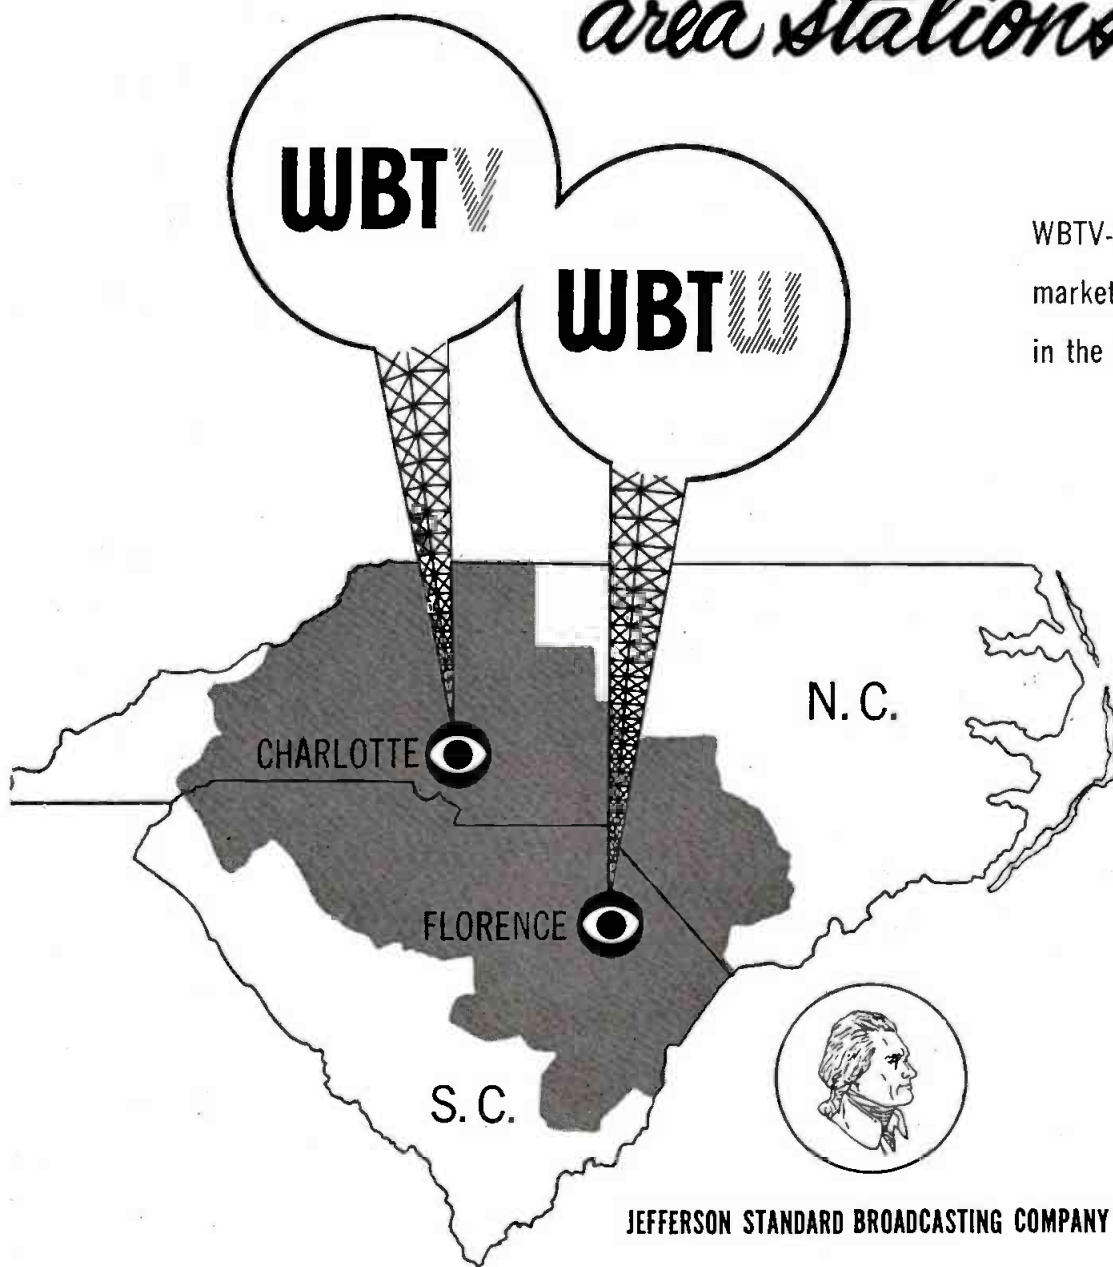 area stations
WBTV
WBTW
WBTV-
market
in the
N.C.
CHARLOTTE
FLORENCE
S.C.
JEFFERSON STANDARD BROADCASTING COMPANY